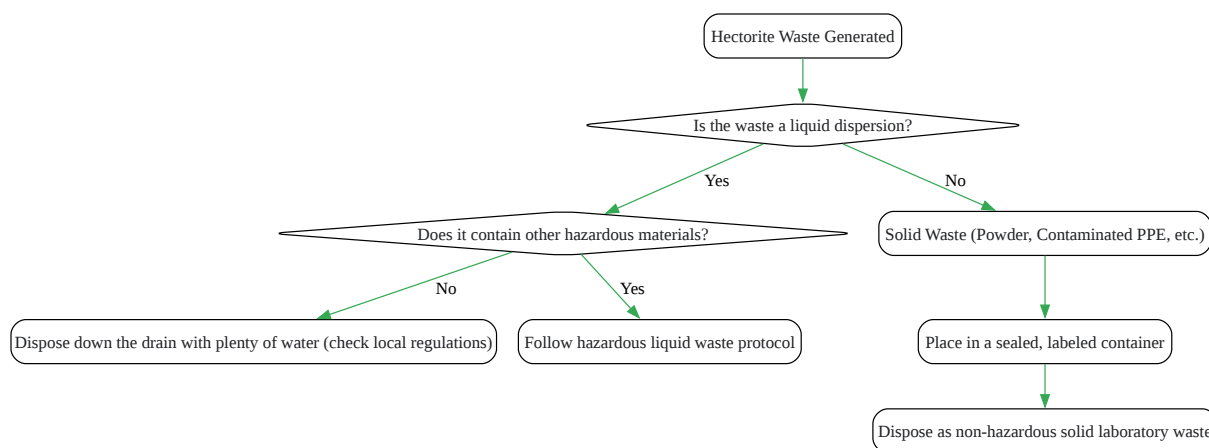 Hectorite Waste Generated
Is the waste a liquid dispersion?
Yes
No
Does it contain other hazardous materials?
Solid Waste (Powder, Contaminated PPE, etc.)
No
Yes
Dispose down the drain with plenty of water (check local regulations)
Follow hazardous liquid waste protocol
Place in a sealed, labeled container
Dispose as non-hazardous solid laboratory waste